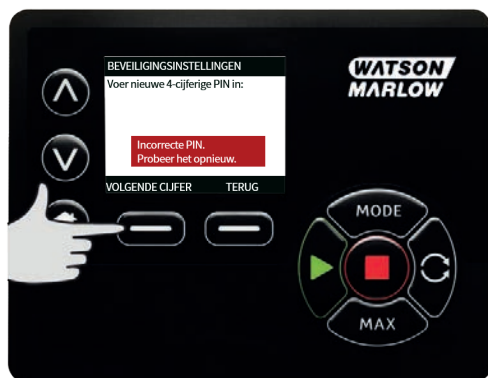 BEVEILIGINGSINSTELLINGEN
Voer nieuwe 4-cijferige PIN in:
Incorrecte PIN.
Probeer het opnieuw.
VOLGENDE CIJFER TERUG
WATSON
MARLOW
MODE
MAX